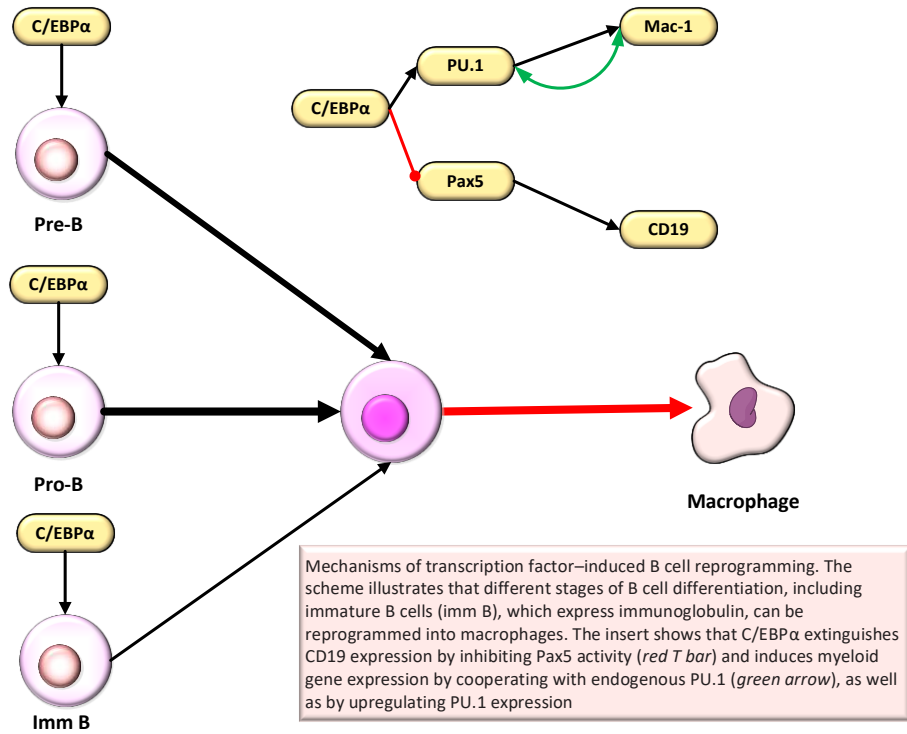 C/EBPα
Mac-1
PU.1
C/EBPα
Pax5
Pre-B
CD19
C/EBPα
Pro-B
Macrophage
C/EBPα
Mechanisms of transcription factor–induced B cell reprogramming. The
scheme illustrates that different stages of B cell differentiation, including
immature B cells (imm B), which express immunoglobulin, can be
reprogrammed into macrophages. The insert shows that C/EBPα extinguishes
CD19 expression by inhibiting Pax5 activity (red T bar) and induces myeloid
gene expression by cooperating with endogenous PU.1 (green arrow), as well
as by upregulating PU.1 expression
Imm B